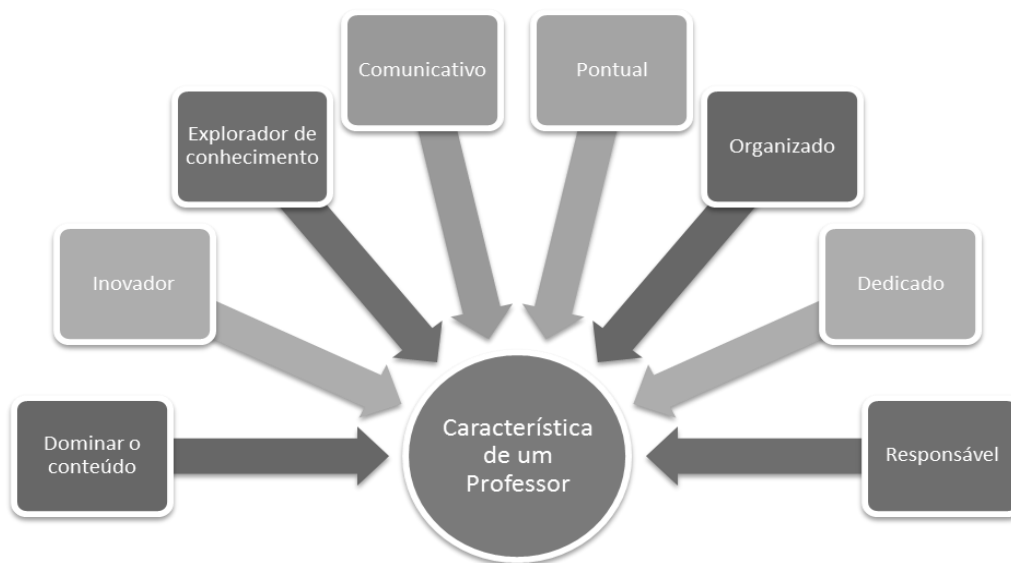 Comunicativo
Pontual
Explorador de
conhecimento
Organizado
Inovador
Dedicado
Dominar o
conteúdo
Característica
de um
Professor
Responsável